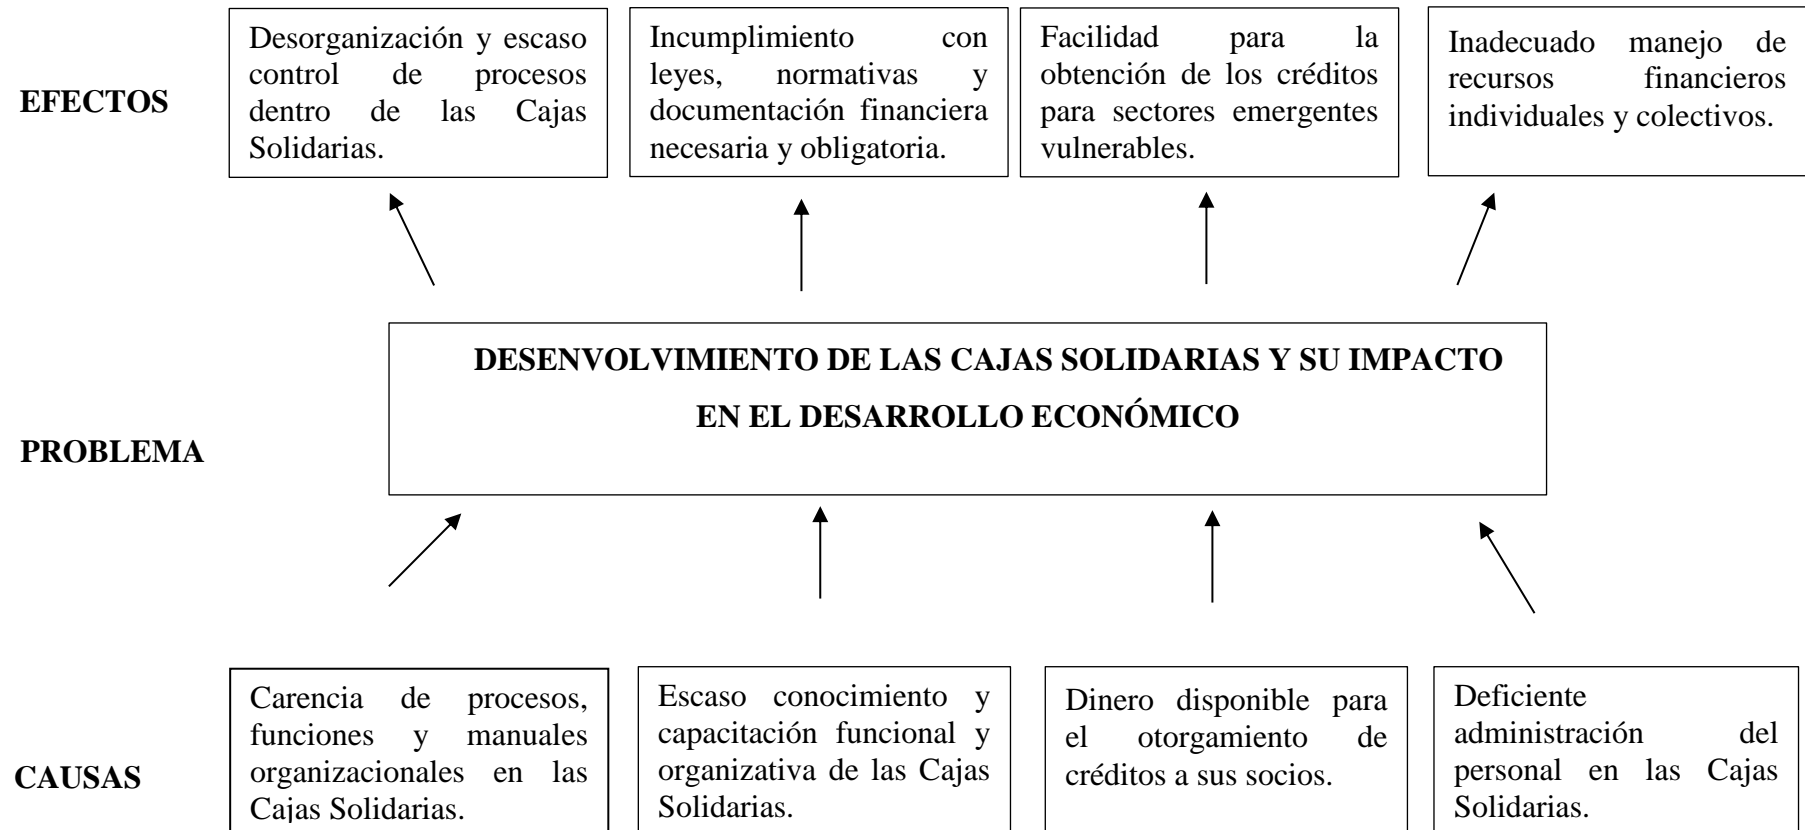 EFECTOS
Desorganización y escaso
control de procesos
dentro de las Cajas
Solidarias.
Incumplimiento con
leyes, normativas y
documentación financiera
necesaria y obligatoria.
Facilidad para la
obtención de los créditos
para sectores emergentes
vulnerables.
Inadecuado manejo de
recursos financieros
individuales y colectivos.
PROBLEMA
DESENVOLVIMIENTO DE LAS CAJAS SOLIDARIAS Y SU IMPACTO
EN EL DESARROLLO ECONÓMICO
CAUSAS
Carencia de procesos,
funciones y manuales
organizacionales en las
Cajas Solidarias.
Escaso conocimiento y
capacitación funcional y
organizativa de las Cajas
Solidarias.
Dinero disponible para
el otorgamiento de
créditos a sus socios.
Deficiente
administración del
personal en las Cajas
Solidarias.